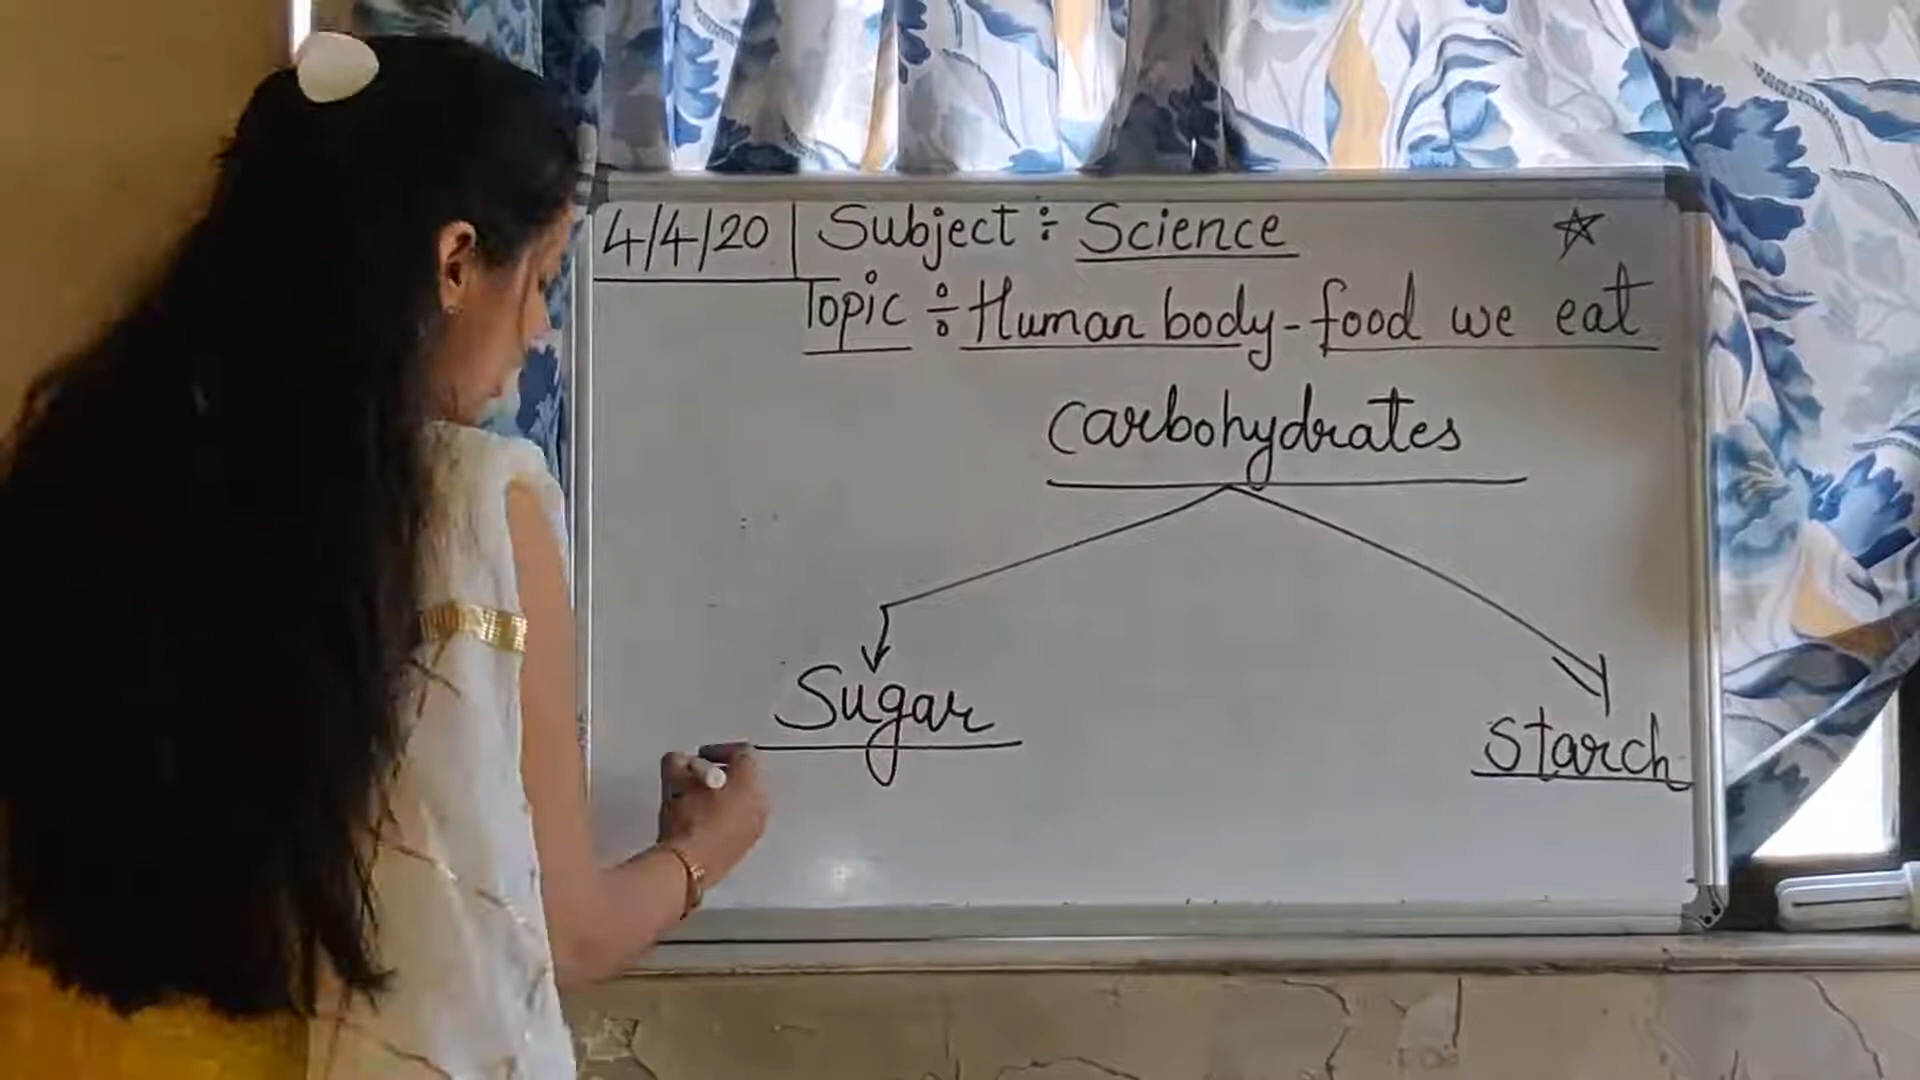 4/4/20 Subject ÷ Science
Topic ÷ Human body - food we eat
Carbohydrates
Sugar
Starch